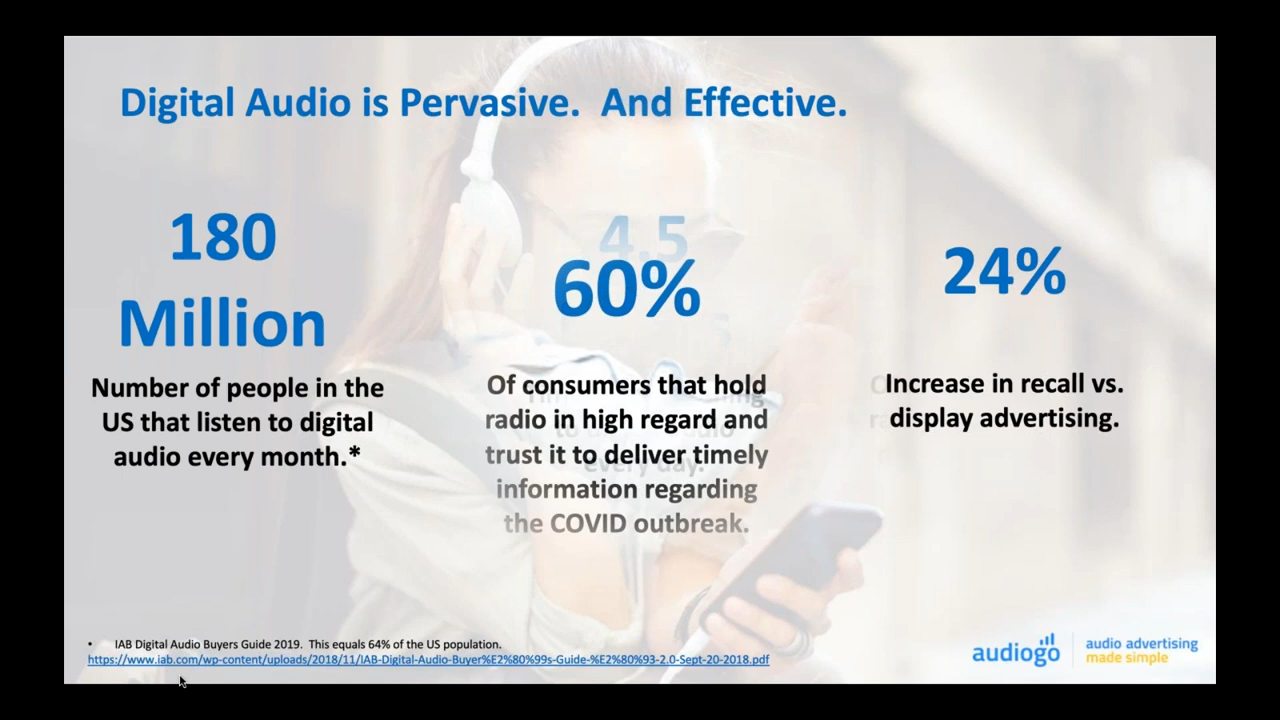 Digital Audio is Pervasive.  And Effective.
180
Million
Number of people in the
US that listen to digital
audio every month.*
4.5
60%
Of consumers that hold
radio in high regard and
trust it to deliver timely
information regarding
the COVID outbreak.
every day.
24%
Increase in recall vs.
display advertising.
• IAB Digital Audio Buyers Guide 2019.  This equals 64% of the US population.
https://www.iab.com/wp-content/uploads/2018/11/IAB-Digital-Audio-Buyer%E2%80%99s-Guide-%E2%80%93-2.0-Sept-20-2018.pdf
audiogo
audio advertising
made simple